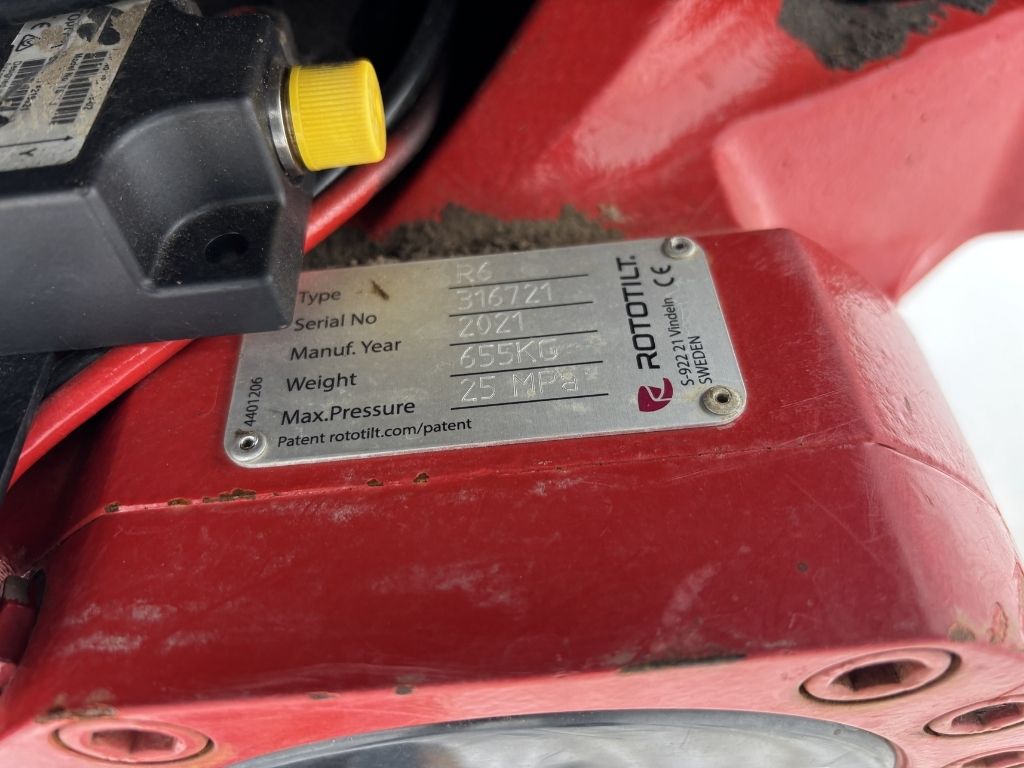 Type R6
Serial No 316721
Manuf. Year 2021
Weight 655KG
Max.Pressure 25 MPa
Patent rototilt.com/patent
4401206
ROTOTILT.
S-922 21 Vindeln CE
SWEDEN